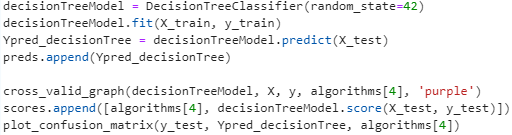 decisionTreeModel = DecisionTreeClassifier(random_state=42)
decisionTreeModel.fit(X_train, y_train)
Ypred_decisionTree = decisionTreeModel.predict(X_test)
preds.append(Ypred_decisionTree)
cross_valid_graph(decisionTreeModel, X, y, algorithms[4], 'purple')
scores.append([algorithms[4], decisionTreeModel.score(X_test, y_test)])
plot_confusion_matrix(y_test, Ypred_decisionTree, algorithms[4])